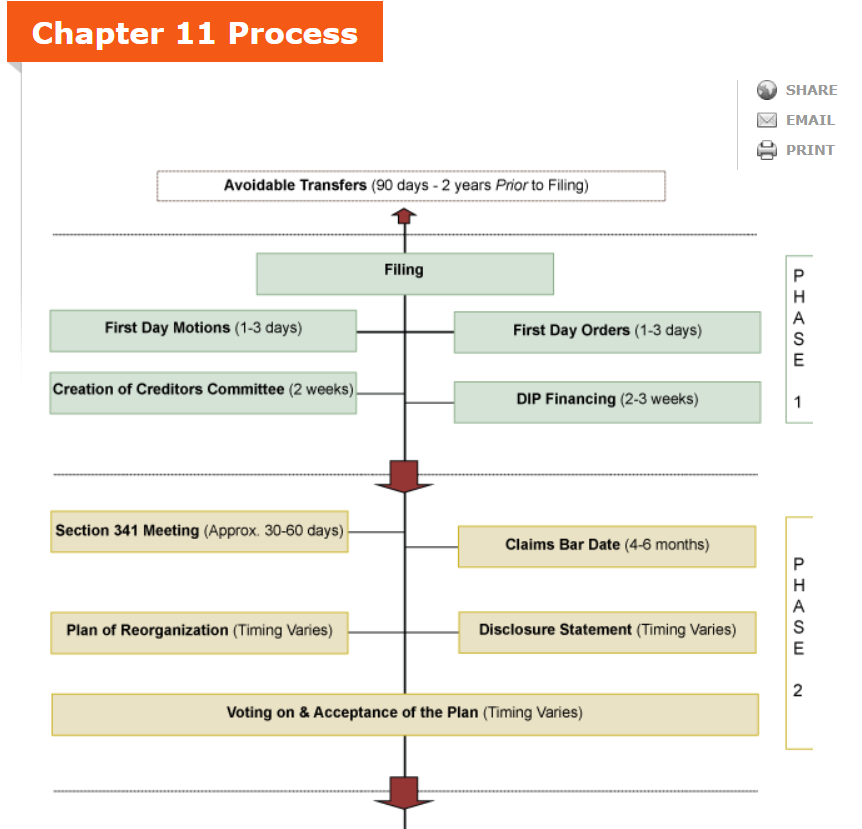 Chapter 11 Process
SHARE
EMAIL
PRINT
Avoidable Transfers (90 days - 2 years Prior to Filing)
Filing
First Day Motions (1-3 days)
First Day Orders (1-3 days)
Creation of Creditors Committee (2 weeks)
DIP Financing (2-3 weeks)
PHASE 1
Section 341 Meeting (Approx. 30-60 days)
Claims Bar Date (4-6 months)
Plan of Reorganization (Timing Varies)
Disclosure Statement (Timing Varies)
Voting on & Acceptance of the Plan (Timing Varies)
PHASE 2